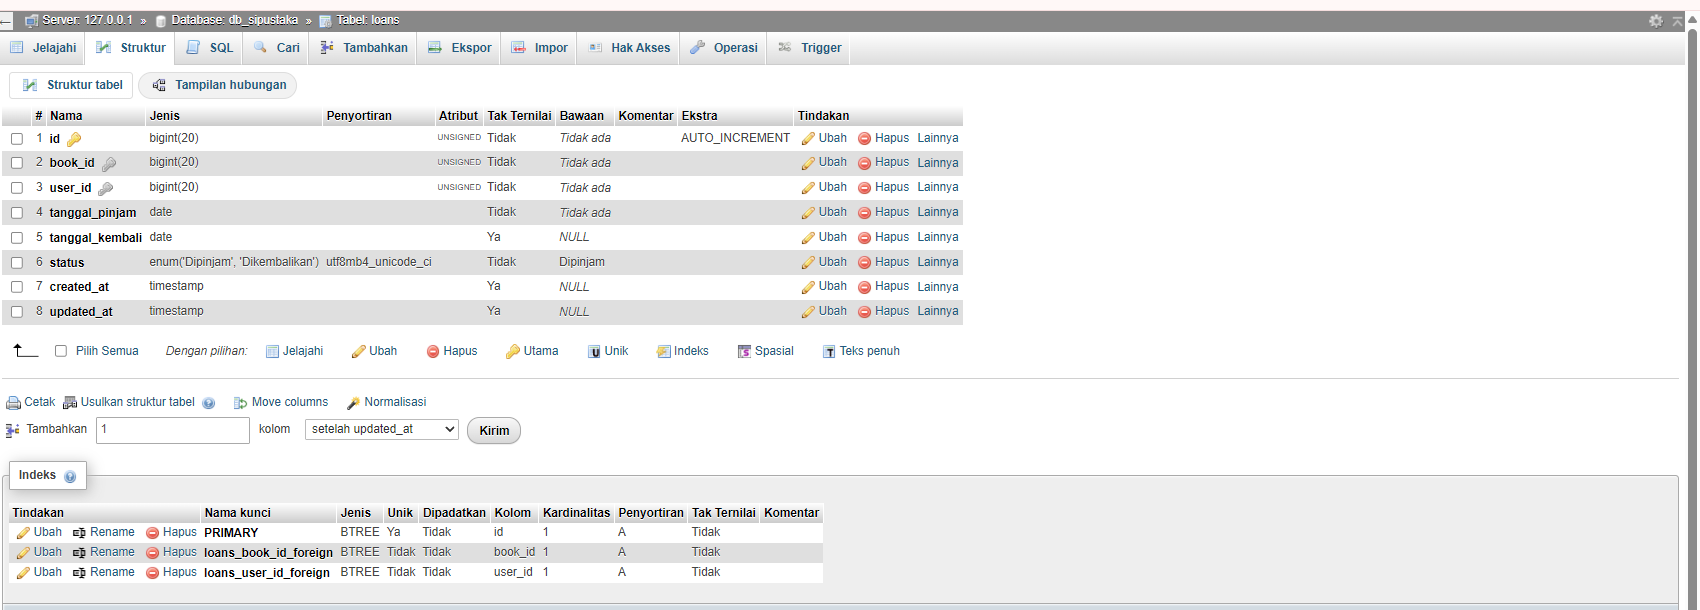 Server: 127.0.0.1 » Database: db_sipustaka » Tabel: loans
Jelajahi Struktur SQL Cari Tambahkan Ekspor Impor Hak Akses Operasi Trigger
Struktur tabel Tampilan hubungan
# Nama Jenis Penyortiran Atribut Tak Ternilai Bawaan Komentar Ekstra Tindakan
1 id bigint(20) UNSIGNED Tidak Tidak ada AUTO_INCREMENT Ubah Hapus Lainnya
2 book_id bigint(20) UNSIGNED Tidak Tidak ada Ubah Hapus Lainnya
3 user_id bigint(20) UNSIGNED Tidak Tidak ada Ubah Hapus Lainnya
4 tanggal_pinjam date Tidak Tidak ada Ubah Hapus Lainnya
5 tanggal_kembali date Ya NULL Ubah Hapus Lainnya
6 status enum('Dipinjam', 'Dikembalikan') utf8mb4_unicode_ci Tidak Dipinjam Ubah Hapus Lainnya
7 created_at timestamp Ya NULL Ubah Hapus Lainnya
8 updated_at timestamp Ya NULL Ubah Hapus Lainnya
Pilih Semua Dengan pilihan: Jelajahi Ubah Hapus Utama Unik Indeks Spasial Teks penuh
Cetak Usulkan struktur tabel Move columns Normalisasi
Tambahkan 1 kolom setelah updated_at Kirim
Indeks
Tindakan Nama kunci Jenis Unik Dipadatkan Kolom Kardinalitas Penyortiran Tak Ternilai Komentar
Ubah Rename Hapus PRIMARY BTREE Ya Tidak id 1 A Tidak
Ubah Rename Hapus loans_book_id_foreign BTREE Tidak Tidak book_id 1 A Tidak
Ubah Rename Hapus loans_user_id_foreign BTREE Tidak Tidak user_id 1 A Tidak